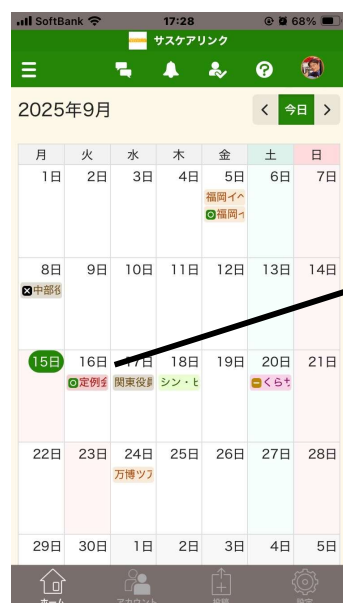 SoftBank 17:28 68%
サスケアリンク
2025年9月
今日
月 火 水 木 金 土 日
1日 2日 3日 4日 5日 6日 7日
福岡イベ
福岡イ
8日 9日 10日 11日 12日 13日 14日
中部役
15日 16日 17日 18日 19日 20日 21日
定例会 関東役員 シン・ヒ くらち
22日 23日 24日 25日 26日 27日 28日
万博ツア
29日 30日 1日 2日 3日 4日 5日
ホーム アカウント 投稿 設定